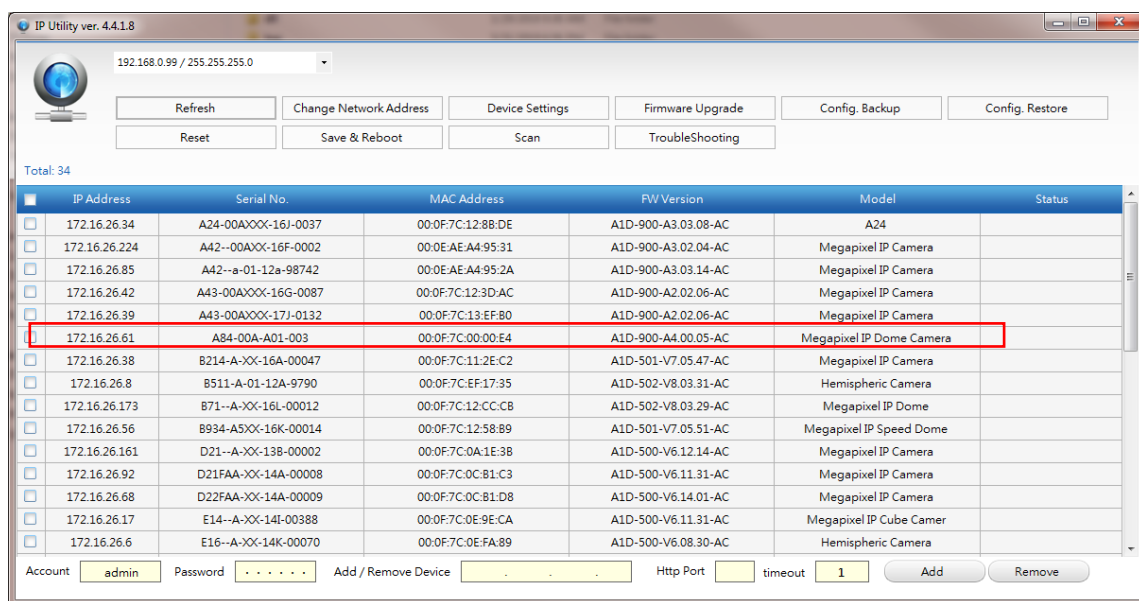 IP Utility ver. 4.4.1.8
192.168.0.99 / 255.255.255.0
Refresh Change Network Address Device Settings Firmware Upgrade Config. Backup Config. Restore
Reset Save & Reboot Scan TroubleShooting
Total: 34
IP Address Serial No. MAC Address FW Version Model Status
172.16.26.34 A24-00AXXX-16J-0037 00:0F:7C:12:8B:DE A1D-900-A3.03.08-AC A24
172.16.26.224 A42--00AXX-16F-0002 00:0E:AE:A4:95:31 A1D-900-A3.02.04-AC Megapixel IP Camera
172.16.26.85 A42--a-01-12a-98742 00:0E:AE:A4:95:2A A1D-900-A3.03.14-AC Megapixel IP Camera
172.16.26.42 A43-00AXXX-16G-0087 00:0F:7C:12:3D:AC A1D-900-A2.02.06-AC Megapixel IP Camera
172.16.26.39 A43-00AXXX-17J-0132 00:0F:7C:13:EF:B0 A1D-900-A2.02.06-AC Megapixel IP Camera
172.16.26.61 A84-00A-A01-003 00:0F:7C:00:00:E4 A1D-900-A4.00.05-AC Megapixel IP Dome Camera
172.16.26.38 B214-A-XX-16A-00047 00:0F:7C:11:2E:C2 A1D-501-V7.05.47-AC Megapixel IP Camera
172.16.26.8 B511-A-01-12A-9790 00:0F:7C:EF:17:35 A1D-502-V8.03.31-AC Hemispheric Camera
172.16.26.173 B71--A-XX-16L-00012 00:0F:7C:12:CC:CB A1D-502-V8.03.29-AC Megapixel IP Dome
172.16.26.56 B934-A5XX-16K-00014 00:0F:7C:12:58:B9 A1D-501-V7.05.51-AC Megapixel IP Speed Dome
172.16.26.161 D21--A-XX-13B-00002 00:0F:7C:0A:1E:3B A1D-500-V6.12.14-AC Megapixel IP Camera
172.16.26.92 D21FAA-XX-14A-00008 00:0F:7C:0C:B1:C3 A1D-500-V6.11.31-AC Megapixel IP Camera
172.16.26.68 D22FAA-XX-14A-00009 00:0F:7C:0C:B1:D8 A1D-500-V6.14.01-AC Megapixel IP Camera
172.16.26.17 E14--A-XX-14I-00388 00:0F:7C:0E:9E:CA A1D-500-V6.11.31-AC Megapixel IP Cube Camer
172.16.26.6 E16--A-XX-14K-00070 00:0F:7C:0E:FA:89 A1D-500-V6.08.30-AC Hemispheric Camera
Account admin Password Add / Remove Device Http Port timeout 1 Add Remove